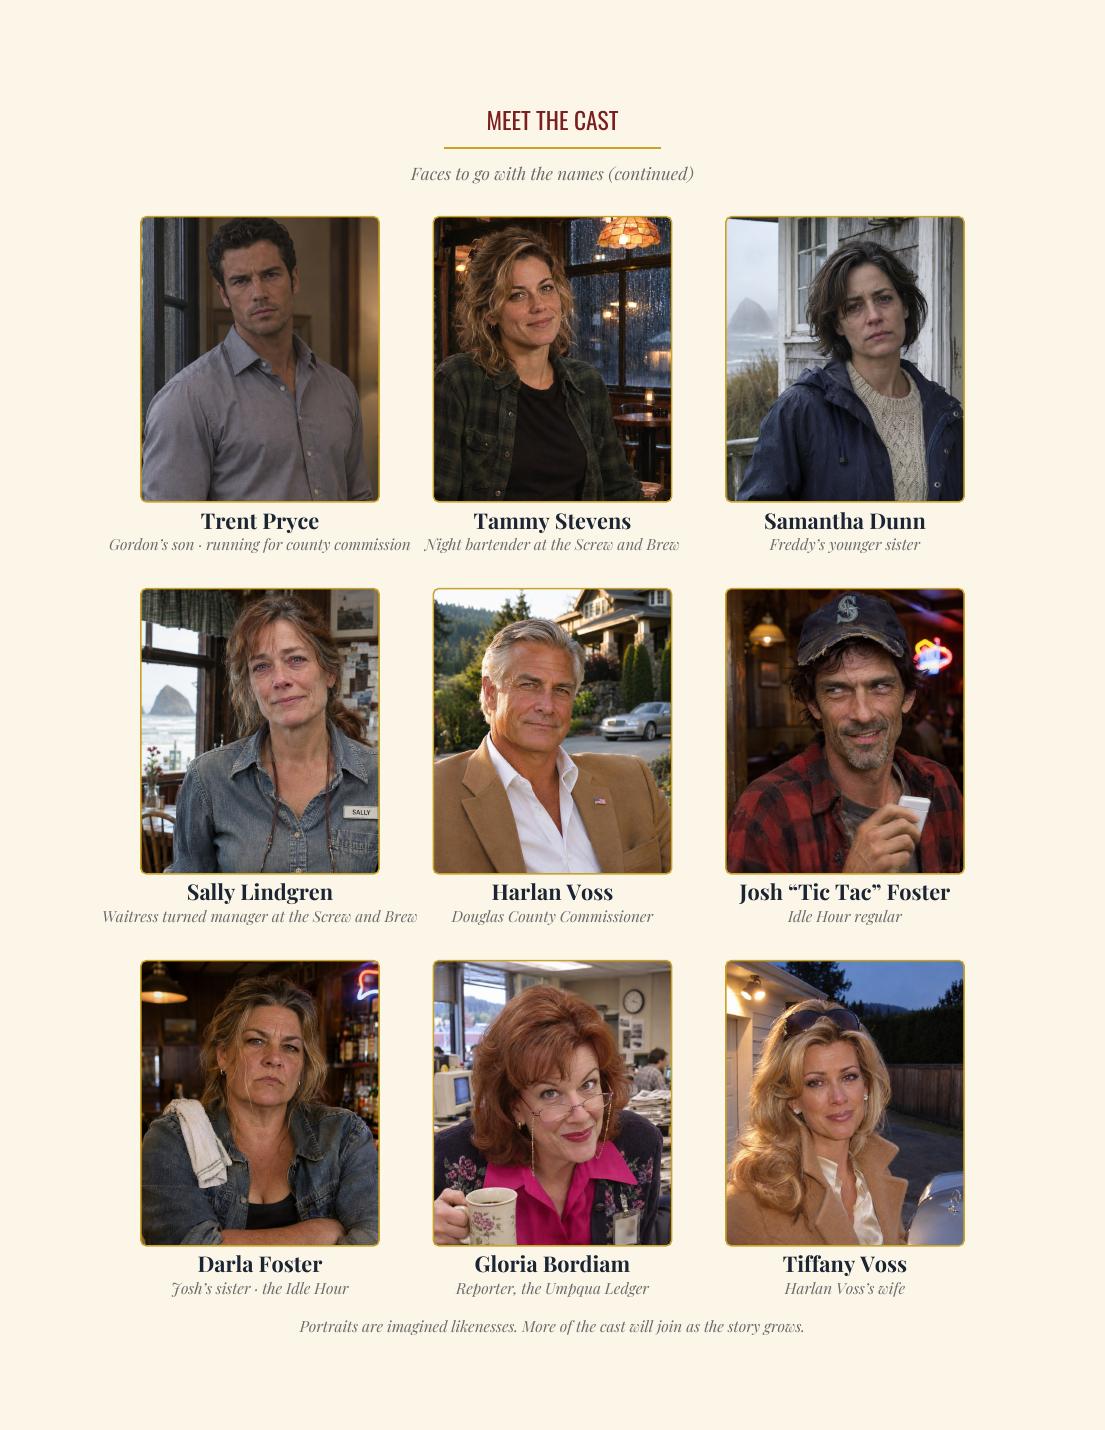 MEET THE CAST
Faces to go with the names (continued)
Trent Pryce
Gordon’s son · running for county commission
Tammy Stevens
Night bartender at the Screw and Brew
Samantha Dunn
Freddy’s younger sister
S
SALLY
Sally Lindgren
Waitress turned manager at the Screw and Brew
Harlan Voss
Douglas County Commissioner
Josh “Tic Tac” Foster
Idle Hour regular
Darla Foster
Josh’s sister · the Idle Hour
Gloria Bordiam
Reporter, the Umpqua Ledger
Tiffany Voss
Harlan Voss’s wife
Portraits are imagined likenesses. More of the cast will join as the story grows.